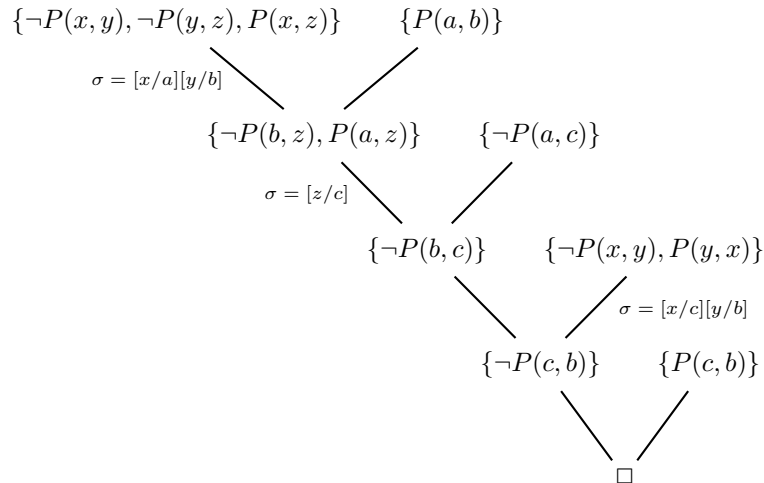 {¬P(x, y), ¬P(y, z), P(x, z)} {P(a, b)}
σ = [x/a][y/b]
{¬P(b, z), P(a, z)} {¬P(a, c)}
σ = [z/c]
{¬P(b, c)} {¬P(x, y), P(y, x)}
σ = [x/c][y/b]
{¬P(c, b)} {P(c, b)}
□